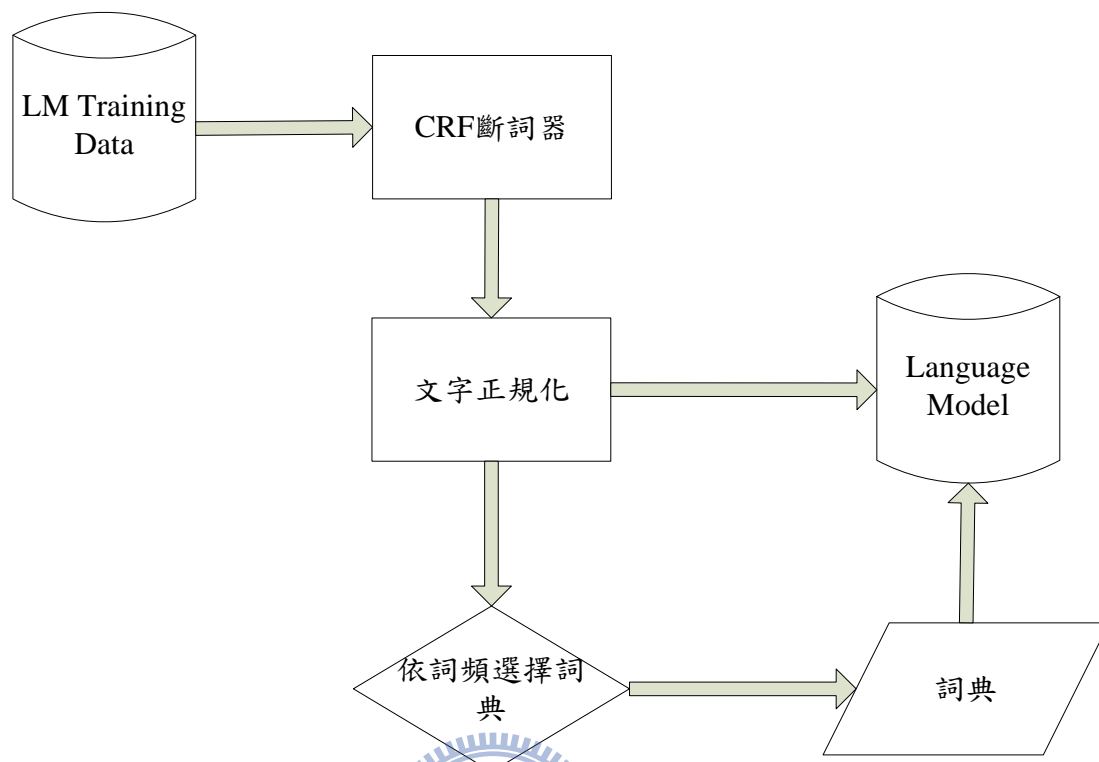 LM Training
Data
CRF斷詞器
文字正規化
Language
Model
依詞頻選擇詞
典
詞典